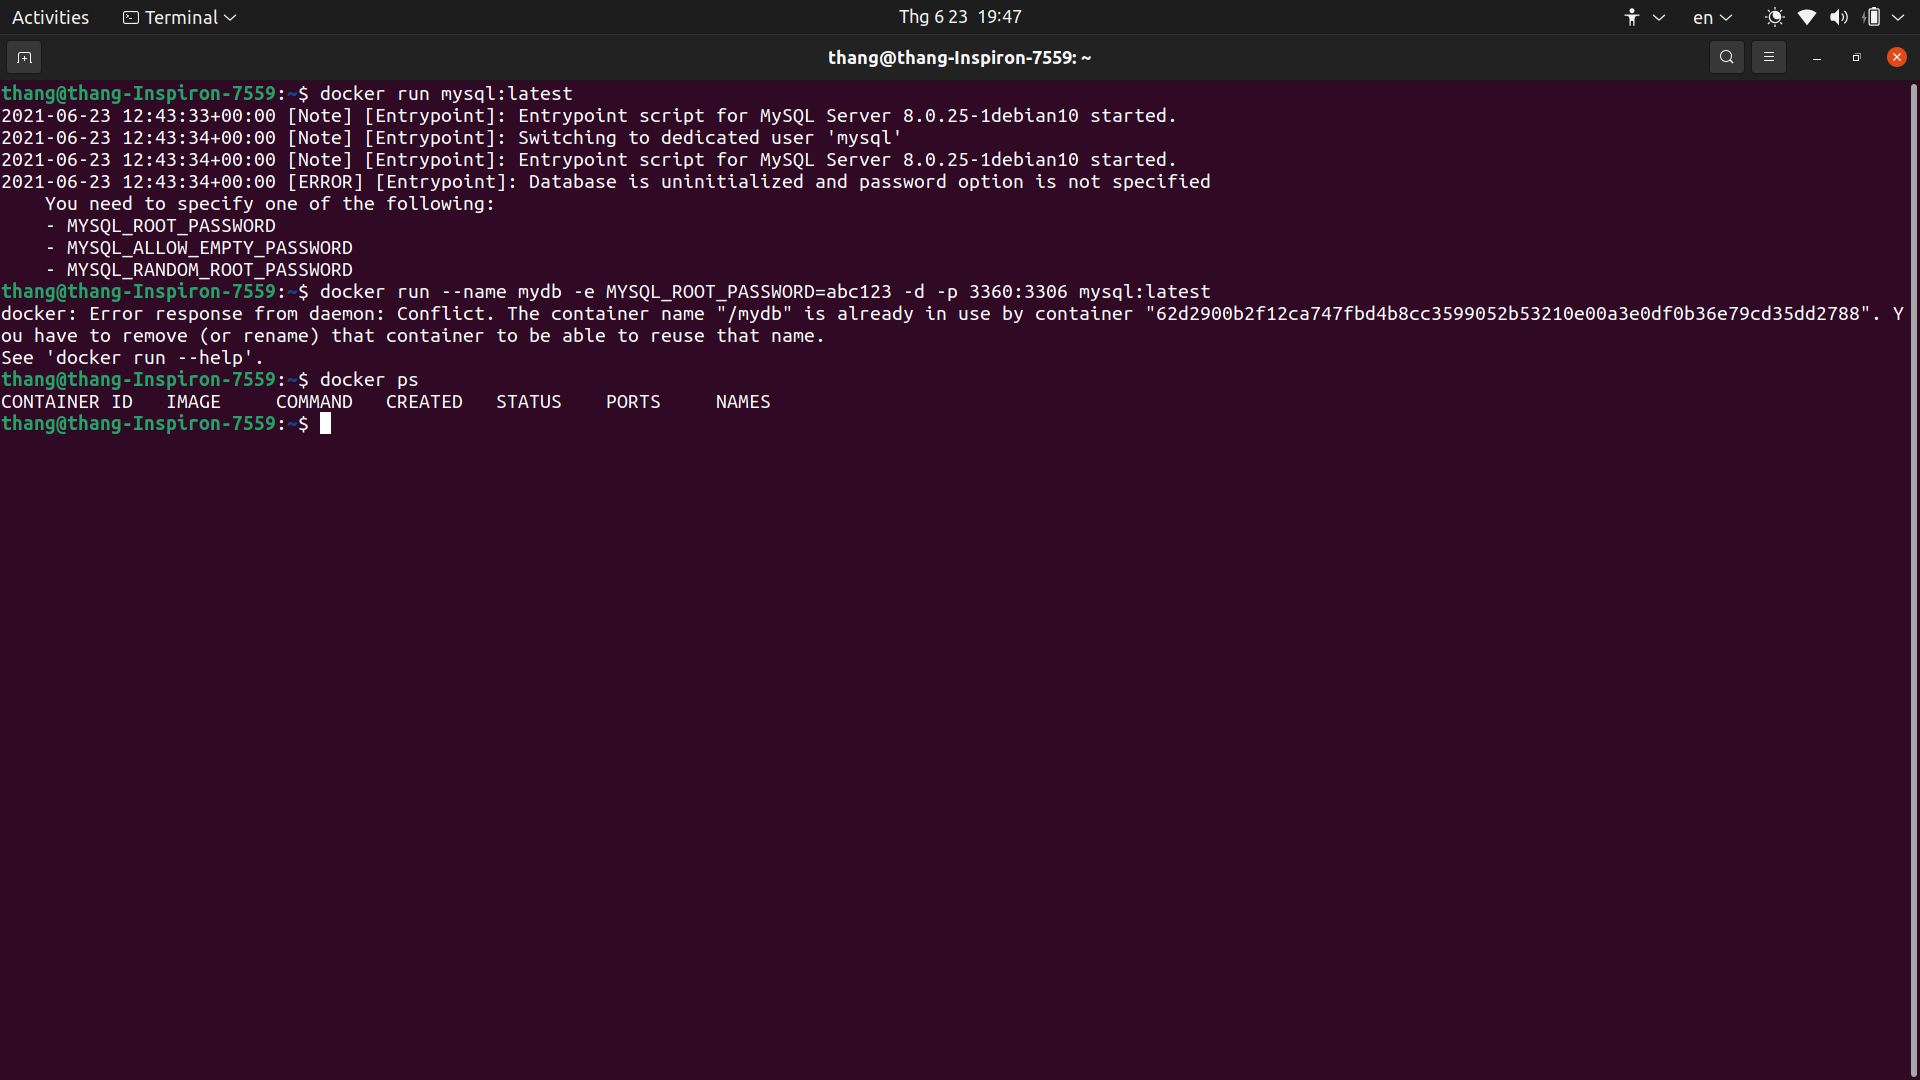 Activities Terminal Thg 6 23 19:47 en
thang@thang-Inspiron-7559: ~
thang@thang-Inspiron-7559:~$ docker run mysql:latest
2021-06-23 12:43:33+00:00 [Note] [Entrypoint]: Entrypoint script for MySQL Server 8.0.25-1debian10 started.
2021-06-23 12:43:34+00:00 [Note] [Entrypoint]: Switching to dedicated user 'mysql'
2021-06-23 12:43:34+00:00 [Note] [Entrypoint]: Entrypoint script for MySQL Server 8.0.25-1debian10 started.
2021-06-23 12:43:34+00:00 [ERROR] [Entrypoint]: Database is uninitialized and password option is not specified
    You need to specify one of the following:
    - MYSQL_ROOT_PASSWORD
    - MYSQL_ALLOW_EMPTY_PASSWORD
    - MYSQL_RANDOM_ROOT_PASSWORD
thang@thang-Inspiron-7559:~$ docker run --name mydb -e MYSQL_ROOT_PASSWORD=abc123 -d -p 3360:3306 mysql:latest
docker: Error response from daemon: Conflict. The container name "/mydb" is already in use by container "62d2900b2f12ca747fbd4b8cc3599052b53210e00a3e0df0b36e79cd35dd2788". Y
ou have to remove (or rename) that container to be able to reuse that name.
See 'docker run --help'.
thang@thang-Inspiron-7559:~$ docker ps
CONTAINER ID   IMAGE     COMMAND   CREATED   STATUS    PORTS     NAMES
thang@thang-Inspiron-7559:~$